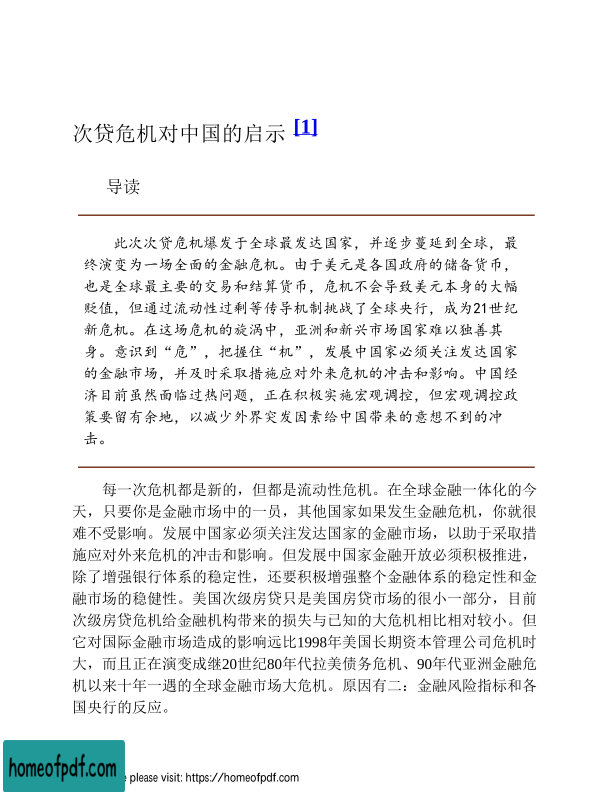 次贷危机对中国的启示 [1]
导读
此次次贷危机爆发于全球最发达国家，并逐步蔓延到全球，最
终演变为一场全面的金融危机。由于美元是各国政府的储备货币，
也是全球最主要的交易和结算货币，危机不会导致美元本身的大幅
贬值，但通过流动性过剩等传导机制挑战了全球央行，成为21世纪
新危机。在这场危机的旋涡中，亚洲和新兴市场国家难以独善其
身。意识到“危”，把握住“机”，发展中国家必须关注发达国家
的金融市场，并及时采取措施应对外来危机的冲击和影响。中国经
济目前虽然面临过热问题，正在积极实施宏观调控，但宏观调控政
策要留有余地，以减少外界突发因素给中国带来的意想不到的冲
击。
每一次危机都是新的，但都是流动性危机。在全球金融一体化的今
天，只要你是金融市场中的一员，其他国家如果发生金融危机，你就很
难不受影响。发展中国家必须关注发达国家的金融市场，以助于采取措
施应对外来危机的冲击和影响。但发展中国家金融开放必须积极推进，
除了增强银行体系的稳定性，还要积极增强整个金融体系的稳定性和金
融市场的稳健性。美国次级房贷只是美国房贷市场的很小一部分，目前
次级房贷危机给金融机构带来的损失与已知的大危机相比相对较小。但
它对国际金融市场造成的影响远比1998年美国长期资本管理公司危机时
大，而且正在演变成继20世纪80年代拉美债务危机、90年代亚洲金融危
机以来十年一遇的全球金融市场大危机。原因有二：金融风险指标和各
国央行的反应。
homeofpdf.com
e please visit: https://homeofpdf.com